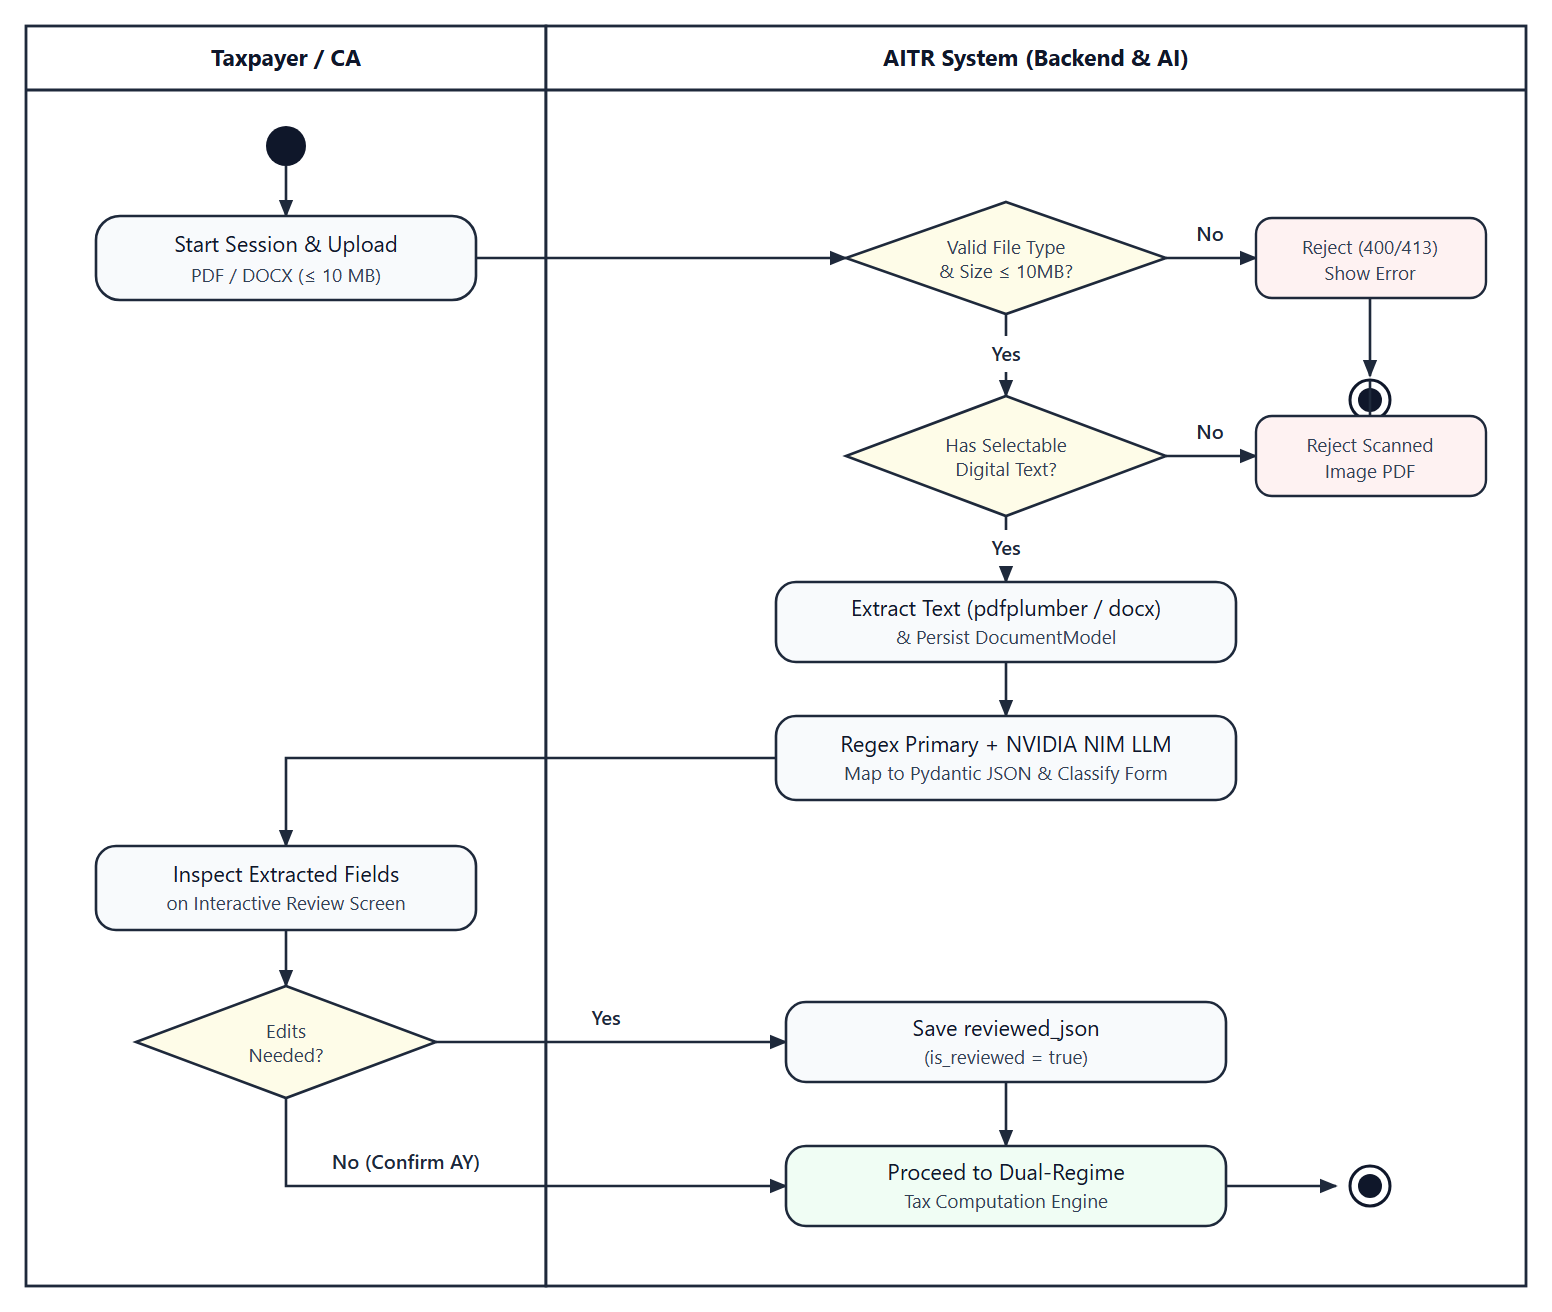 Taxpayer / CA
AITR System (Backend & AI)
Start Session & Upload
PDF / DOCX (≤ 10 MB)
Valid File Type
& Size ≤ 10MB?
No
Reject (400/413)
Show Error
Yes
Has Selectable
Digital Text?
No
Reject Scanned
Image PDF
Yes
Extract Text (pdfplumber / docx)
& Persist DocumentModel
Regex Primary + NVIDIA NIM LLM
Map to Pydantic JSON & Classify Form
Inspect Extracted Fields
on Interactive Review Screen
Edits
Needed?
Yes
Save reviewed_json
(is_reviewed = true)
No (Confirm AY)
Proceed to Dual-Regime
Tax Computation Engine